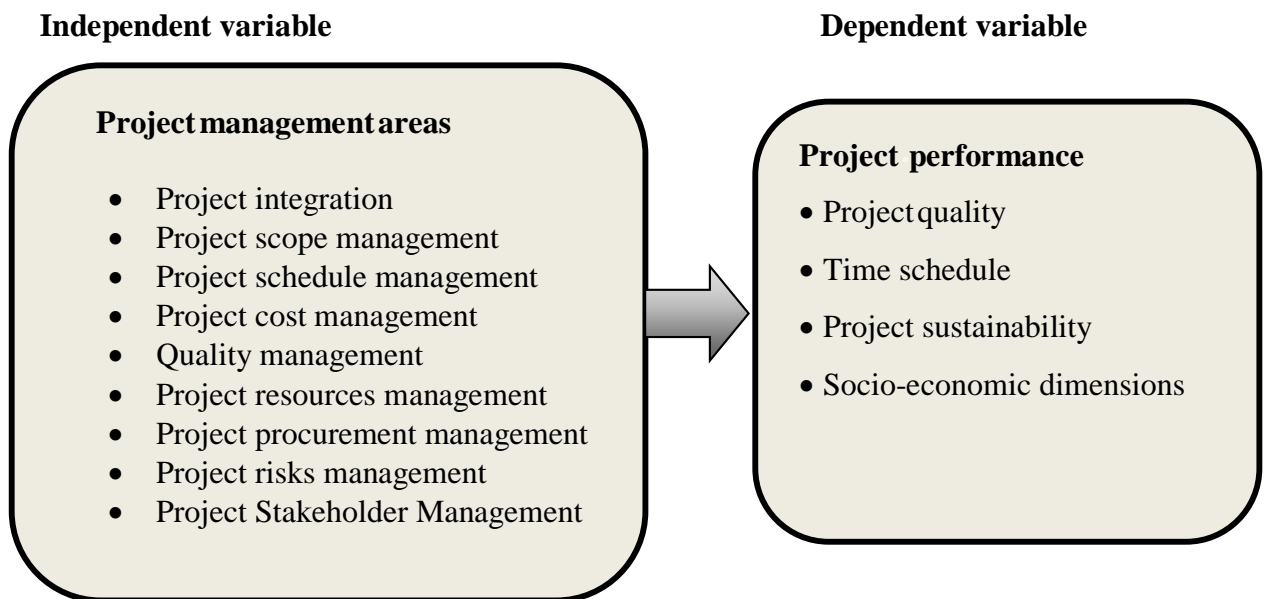 Independent variable
Dependent variable
Project management areas
• Project integration
• Project scope management
• Project schedule management
• Project cost management
• Quality management
• Project resources management
• Project procurement management
• Project risks management
• Project Stakeholder Management
Project performance
• Project quality
• Time schedule
• Project sustainability
• Socio-economic dimensions